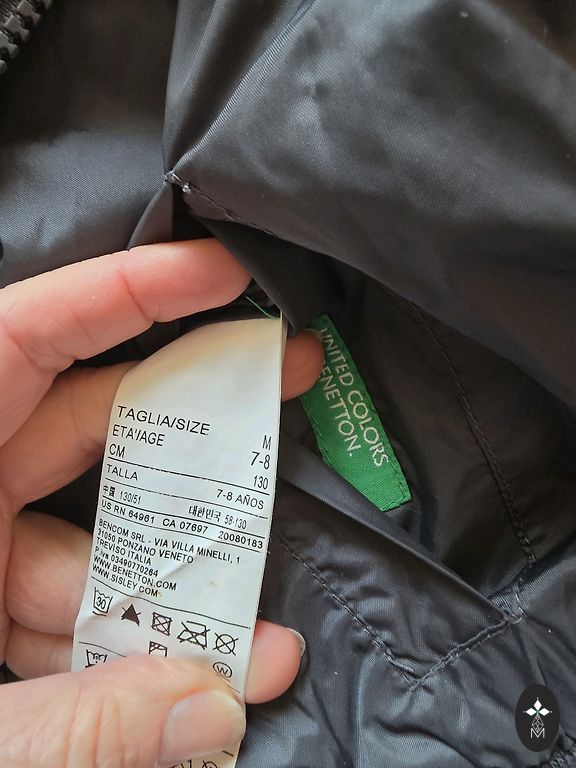 TAGLIA/SIZE M
ETA'/AGE 7-8
CM 130
TALLA 7-8 AÑOS
中国 130/51 대한민국 58-130
US RN 64961 CA 07697 20080183
BENCOM SRL - VIA VILLA MINELLI, 1
31050 PONZANO VENETO
TREVISO ITALIA
P.Iva 03490770264
WWW.BENETTON.COM
WWW.SISLEY.COM
30
W
UNITED COLORS
BENETTON.
M